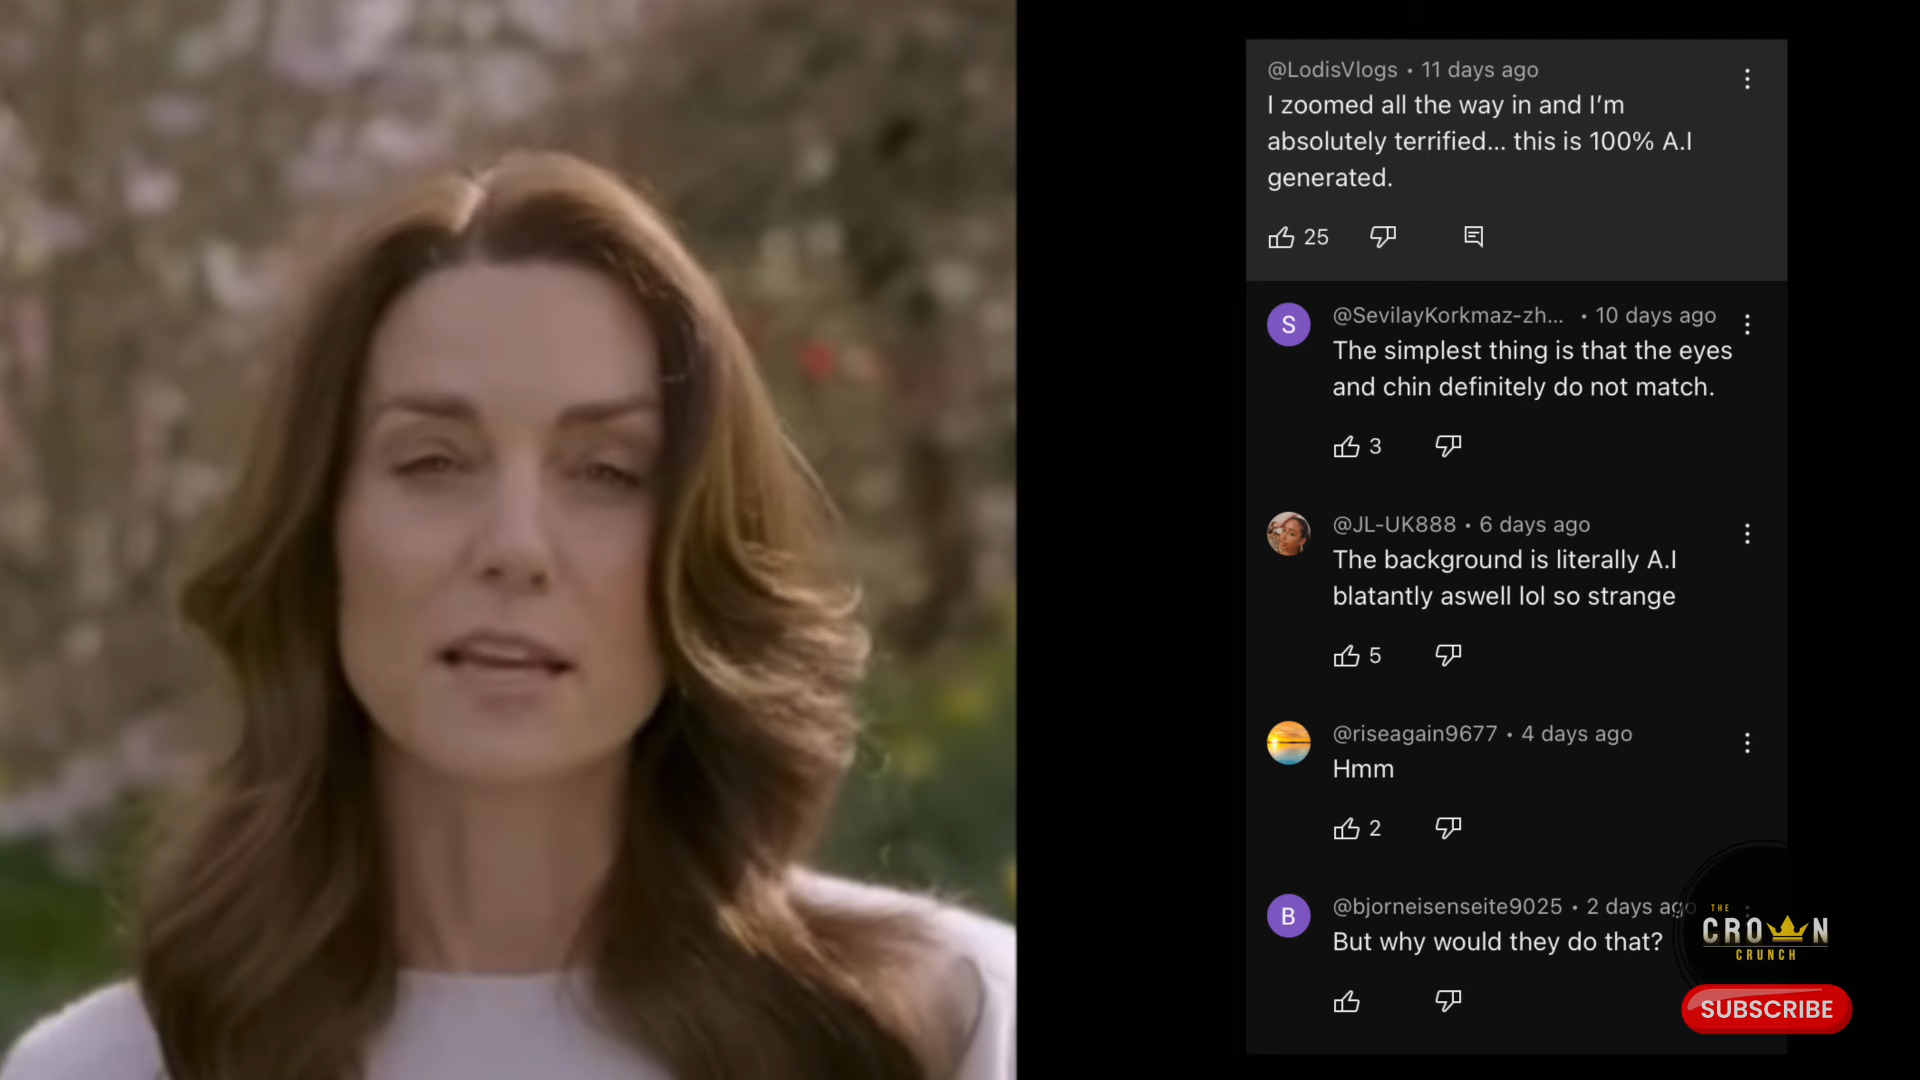 @LodisVlogs • 11 days ago
I zoomed all the way in and I'm
absolutely terrified... this is 100% A.I
generated.
25
S
@SevilayKorkmaz-zh... • 10 days ago
The simplest thing is that the eyes
and chin definitely do not match.
3
@JL-UK888 • 6 days ago
The background is literally A.I
blatantly aswell lol so strange
5
@riseagain9677 • 4 days ago
Hmm
2
B
@bjorneisenseite9025 • 2 days ago
But why would they do that?
THE
CROWN
CRUNCH
SUBSCRIBE